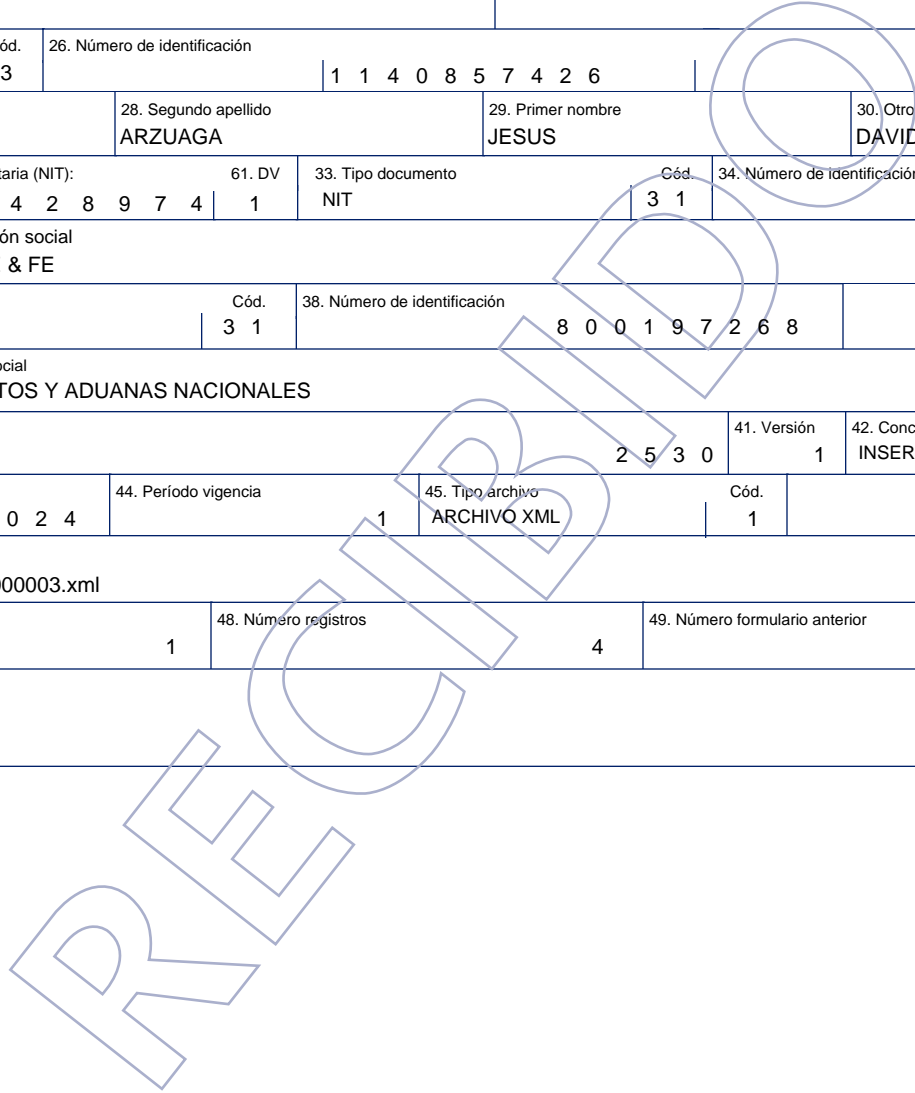 ód. 26. Número de identificación
3 1 1 4 0 8 5 7 4 2 6
28. Segundo apellido 29. Primer nombre 30. Otro
ARZUAGA JESUS DAVID
taria (NIT): 61. DV 33. Tipo documento Cód. 34. Número de identificación
4 2 8 9 7 4 1 NIT 3 1
ón social
& FE
Cód. 38. Número de identificación
3 1 8 0 0 1 9 7 2 6 8
ocial
TOS Y ADUANAS NACIONALES
41. Versión 42. Conc
2 5 3 0 1 INSER
44. Período vigencia 45. Tipo archivo Cód.
0 2 4 1 ARCHIVO XML 1
000003.xml
48. Número registros 49. Número formulario anterior
1 4
RECIBIDO